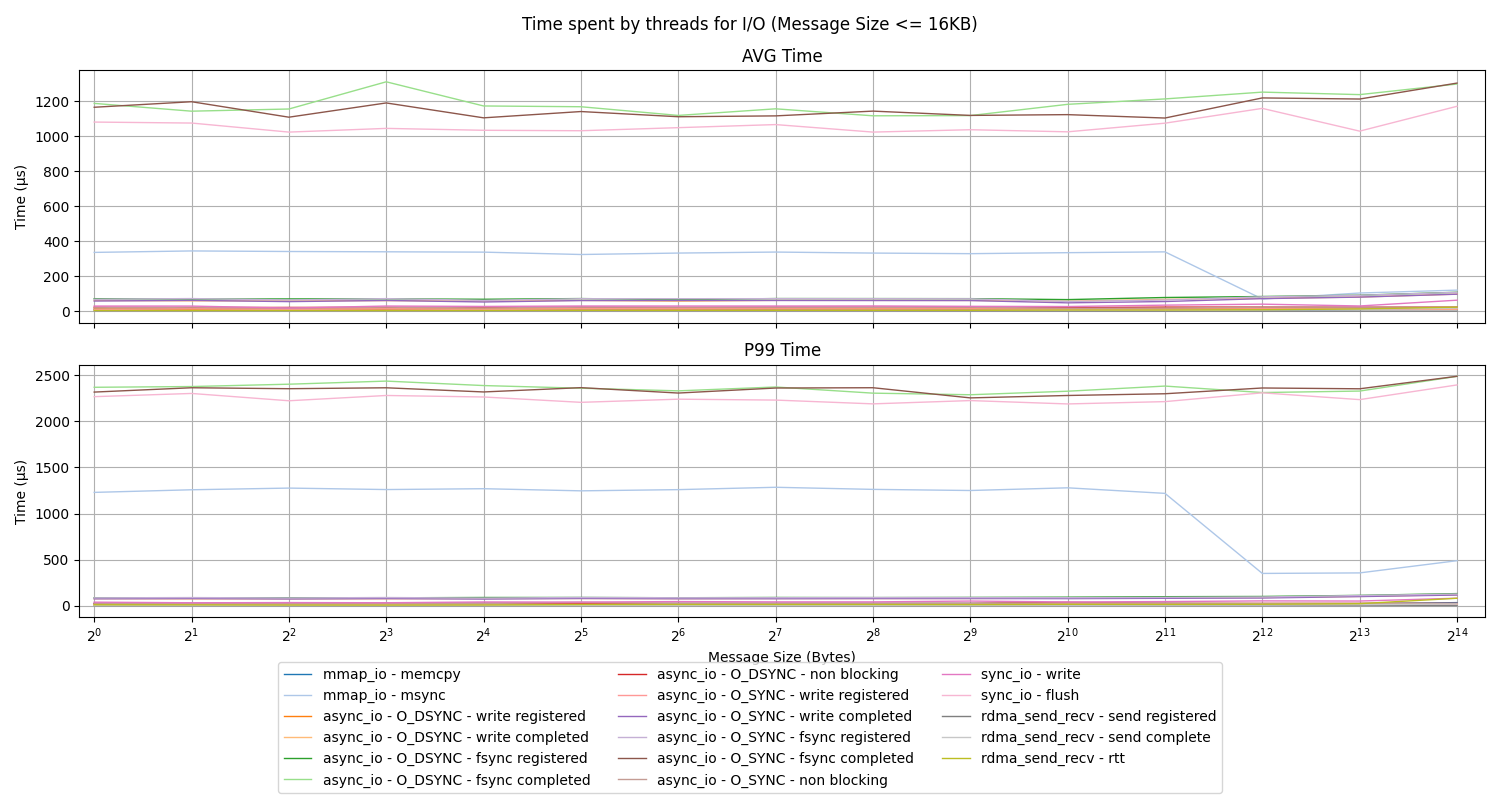 Time spent by threads for I/O (Message Size <= 16KB)
AVG Time
1200
1000
800
600
400
200
0
Time (µs)
P99 Time
2500
2000
1500
1000
500
0
Time (µs)
2^0 2^1 2^2 2^3 2^4 2^5 2^6 2^7 2^8 2^9 2^10 2^11 2^12 2^13 2^14
Message Size (Bytes)
mmap_io - memcpy
mmap_io - msync
async_io - O_DSYNC - write registered
async_io - O_DSYNC - write completed
async_io - O_DSYNC - fsync registered
async_io - O_DSYNC - fsync completed
async_io - O_DSYNC - non blocking
async_io - O_SYNC - write registered
async_io - O_SYNC - write completed
async_io - O_SYNC - fsync registered
async_io - O_SYNC - fsync completed
async_io - O_SYNC - non blocking
sync_io - write
sync_io - flush
rdma_send_recv - send registered
rdma_send_recv - send complete
rdma_send_recv - rtt